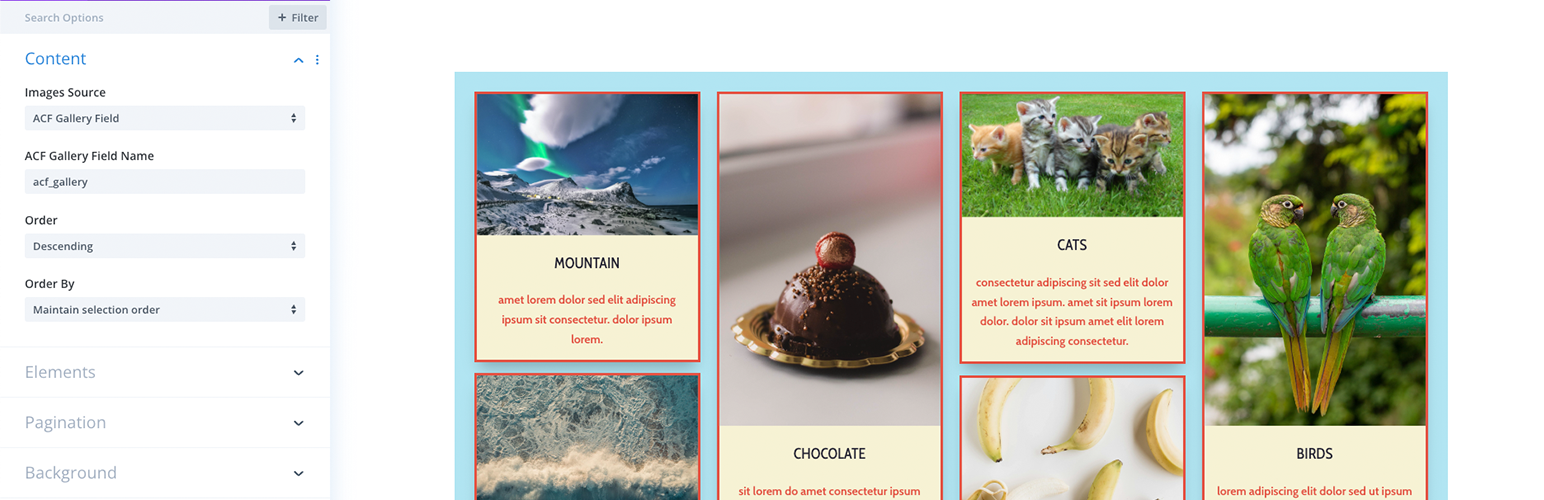 Search Options
+ Filter
Content
Images Source
ACF Gallery Field
ACF Gallery Field Name
acf_gallery
Order
Descending
Order By
Maintain selection order
Elements
Pagination
Background
MOUNTAIN
amet lorem dolor sed elit adipiscing
ipsum sit consectetur. dolor ipsum
lorem.
CHOCOLATE
sit lorem do amet consectetur ipsum
CATS
consectetur adipiscing sit sed elit dolor
amet lorem ipsum. amet sit ipsum lorem
dolor. dolor sit ipsum amet elit lorem
adipiscing consectetur.
BIRDS
lorem adipiscing elit dolor sed ut ipsum